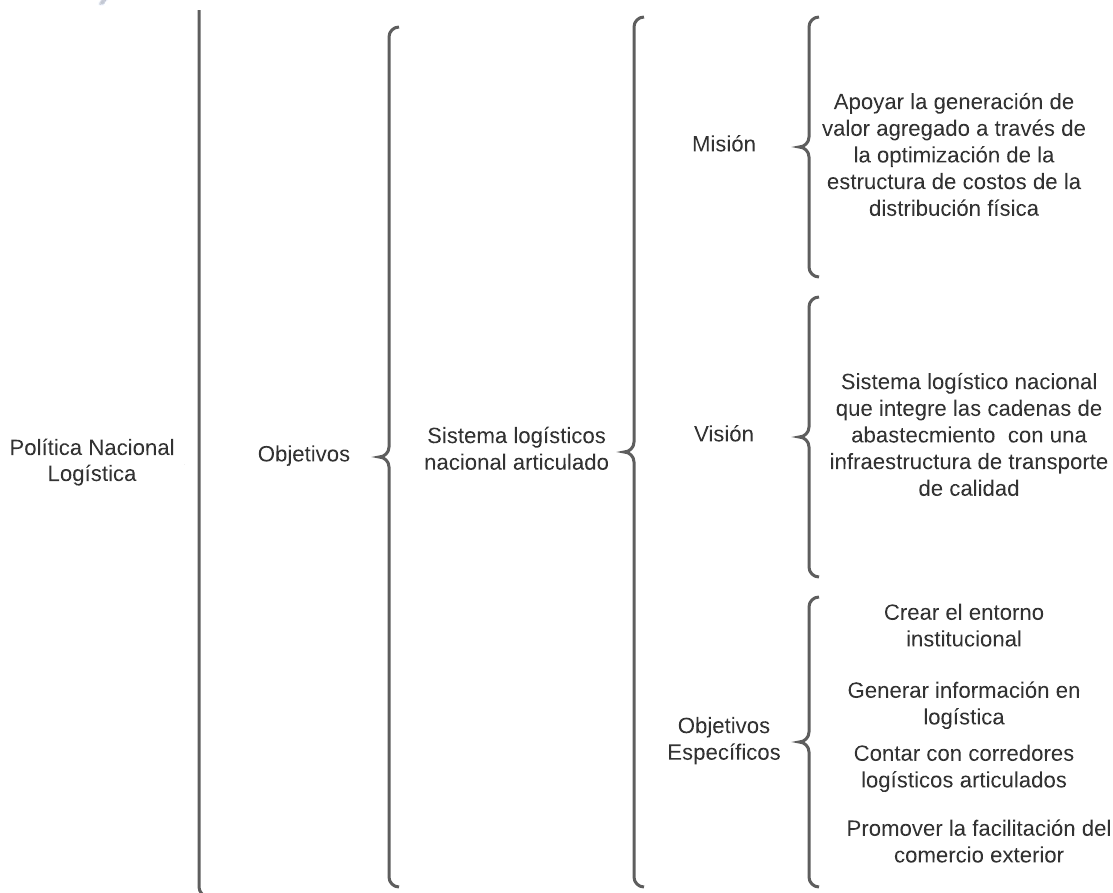 Política Nacional
Logística
Objetivos
Sistema logísticos
nacional articulado
Misión
Apoyar la generación de
valor agregado a través de
la optimización de la
estructura de costos de la
distribución física
Visión
Sistema logístico nacional
que integre las cadenas de
abastecmiento con una
infraestructura de transporte
de calidad
Objetivos
Específicos
Crear el entorno
institucional
Generar información en
logística
Contar con corredores
logísticos articulados
Promover la facilitación del
comercio exterior